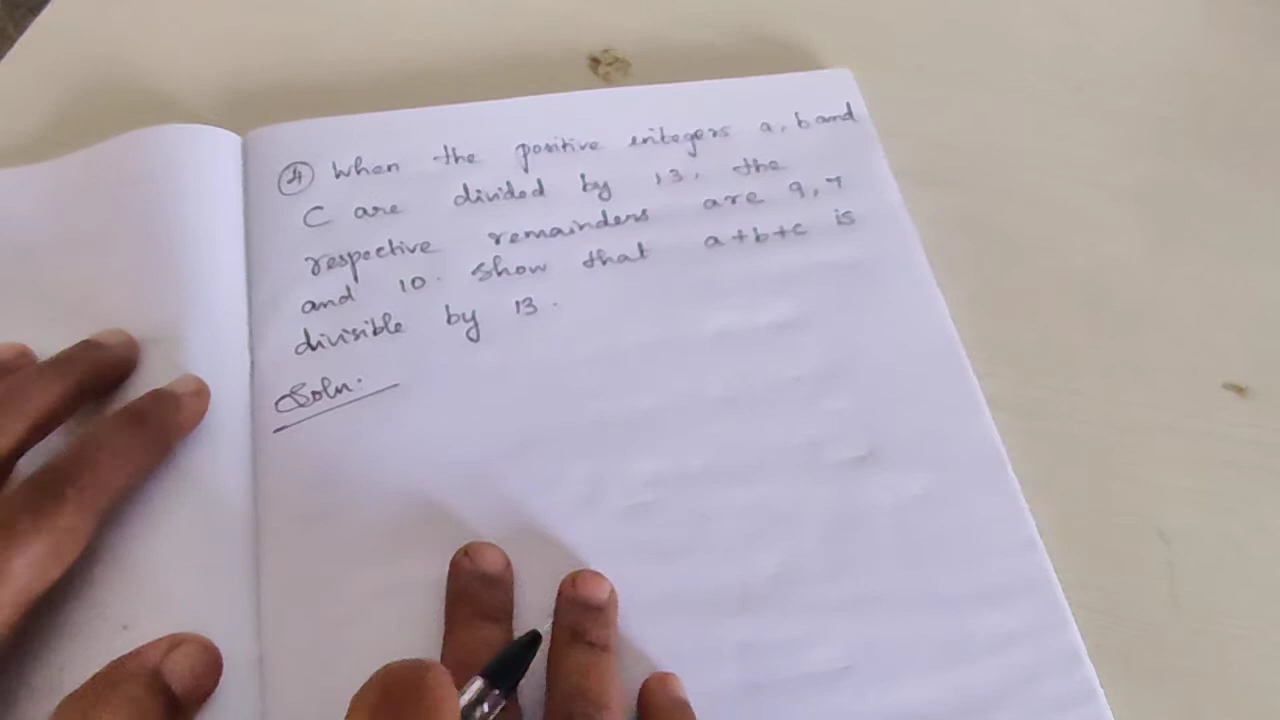 ④ When the positive integers a, b and
C are divided by 13, the
respective remainders are 9, 7
and 10. Show that a+b+c is
divisible by 13.
Soln.